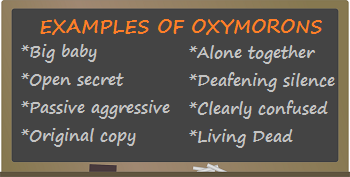 EXAMPLES OF OXYMORONS
*Big baby
*Open secret
*Passive aggressive
*Original copy
*Alone together
*Deafening silence
*Clearly confused
*Living Dead